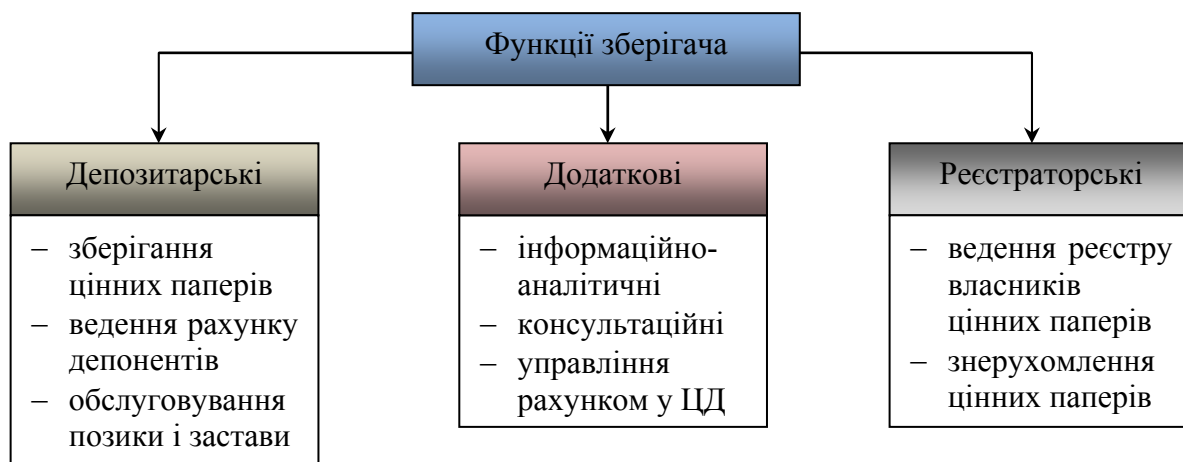 Функції зберігача
Депозитарські
– зберігання
цінних паперів
– ведення рахунку
депонентів
– обслуговування
позики і застави
Додаткові
– інформаційно-
аналітичні
– консультаційні
– управління
рахунком у ЦД
Реєстраторські
– ведення реєстру
власників
цінних паперів
– знерухомлення
цінних паперів